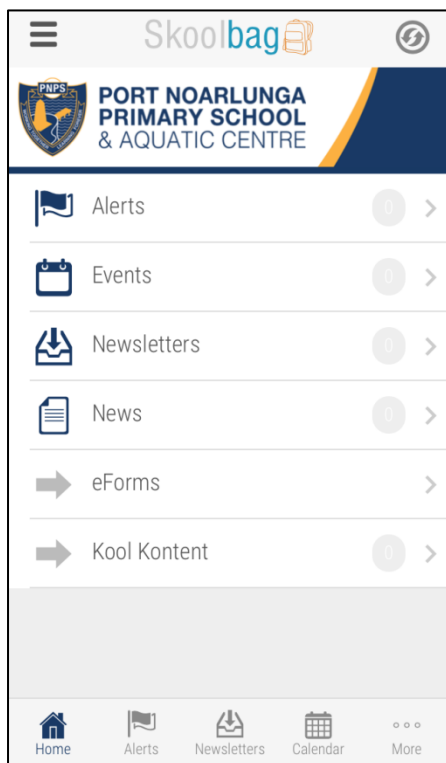 Skoolbag
PNPS
PORT NOARLUNGA
PRIMARY SCHOOL
& AQUATIC CENTRE
Alerts 0
Events 0
Newsletters 0
News 0
eForms
Kool Kontent 0
Home Alerts Newsletters Calendar More